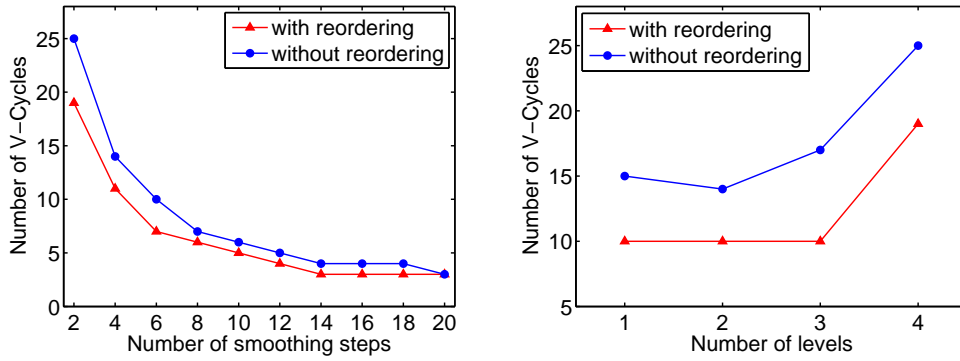 with reordering
without reordering
25
20
15
10
5
0
Number of V−Cycles
2 4 6 8 10 12 14 16 18 20
Number of smoothing steps
with reordering
without reordering
25
20
15
10
5
Number of V−Cycles
1 2 3 4
Number of levels